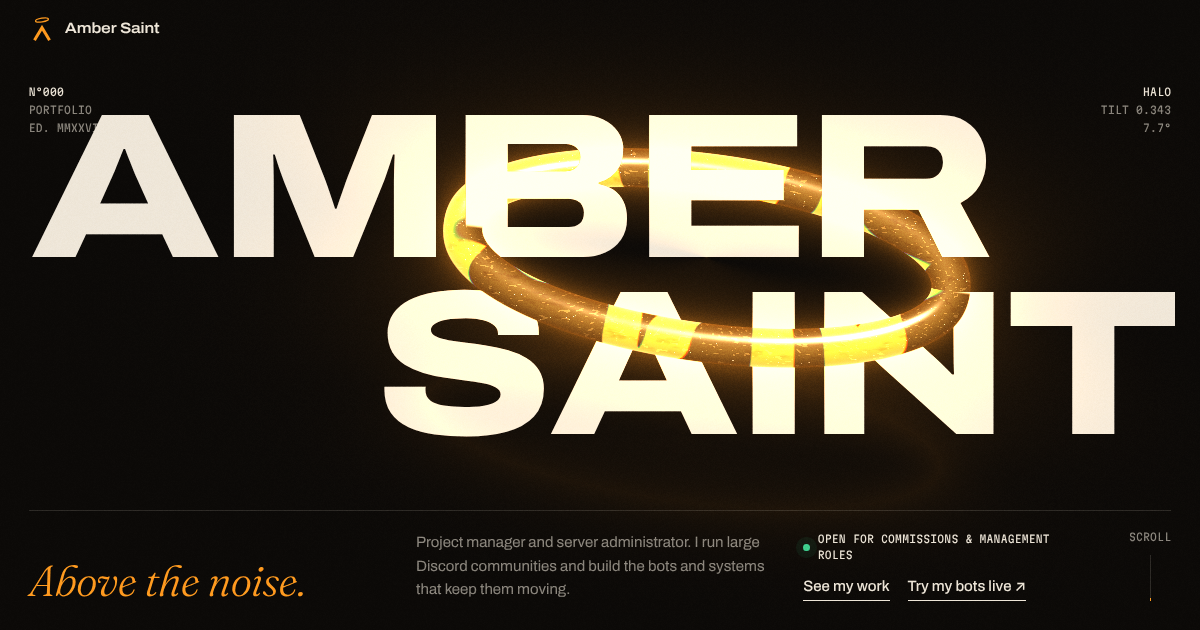 Amber Saint
N°000
PORTFOLIO
ED. MMXXVI
HALO
TILT 0.343
7.7°
AMBER
SAINT
Above the noise.
Project manager and server administrator. I run large
Discord communities and build the bots and systems
that keep them moving.
OPEN FOR COMMISSIONS & MANAGEMENT
ROLES
See my work
Try my bots live ↗
SCROLL